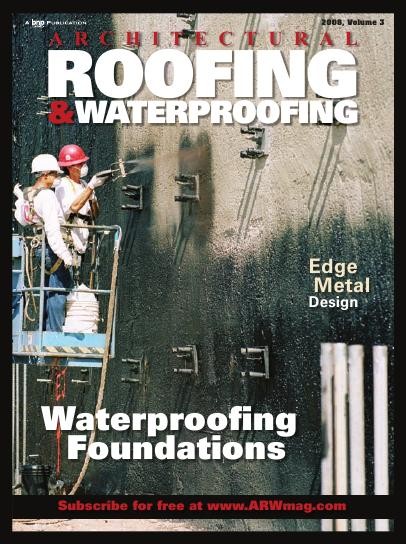 A bnp PUBLICATION
2008, Volume 3
ARCHITECTURAL
ROOFING
&WATERPROOFING
Edge
Metal
Design
Waterproofing
Foundations
Subscribe for free at www.ARWmag.com